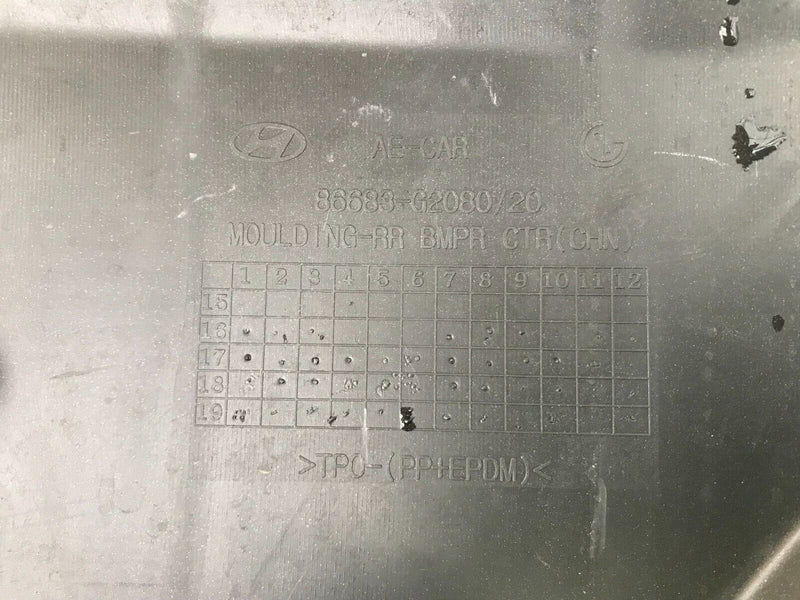 AE-CAR
86683-G2080/20
MOULDING-RR BMPR CTR(CHN)
1 2 3 4 5 6 7 8 9 10 11 12
15
16
17
18
19
>TPO-(PP+EPDM)<